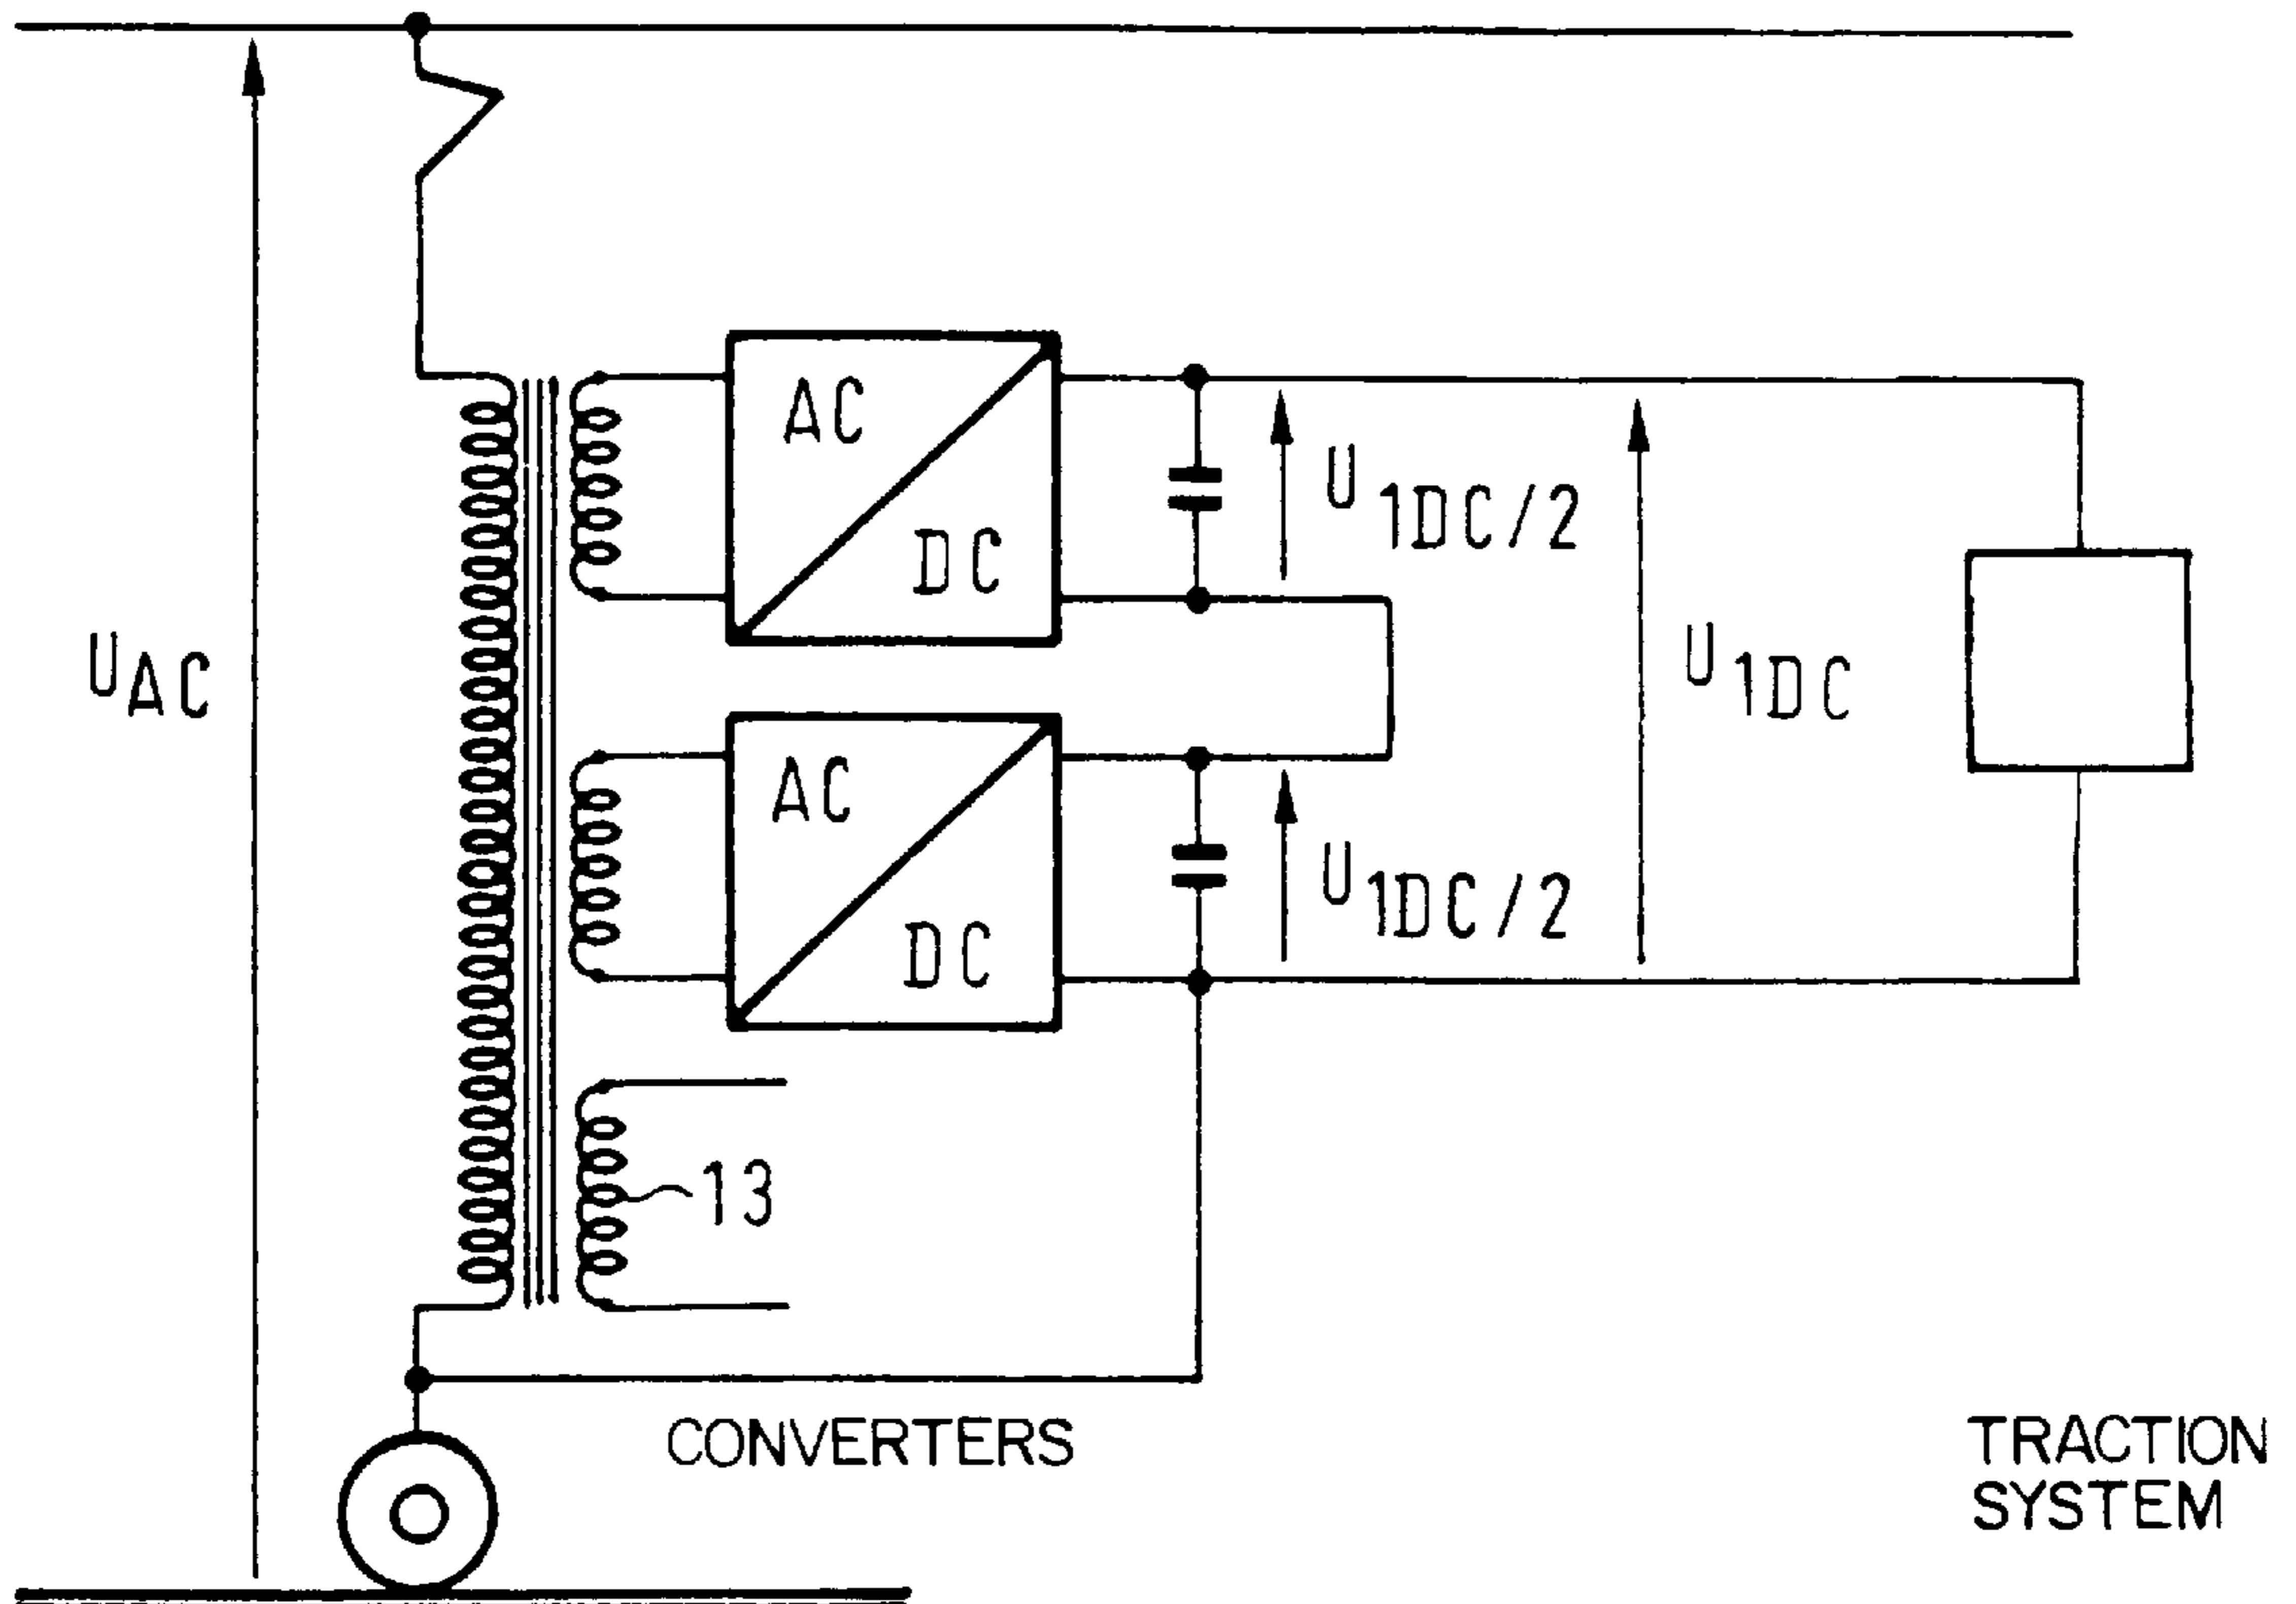 AC
DC
U1DC/2
UAC
U1DC
AC
DC
U1DC/2
13
CONVERTERS
TRACTION
SYSTEM